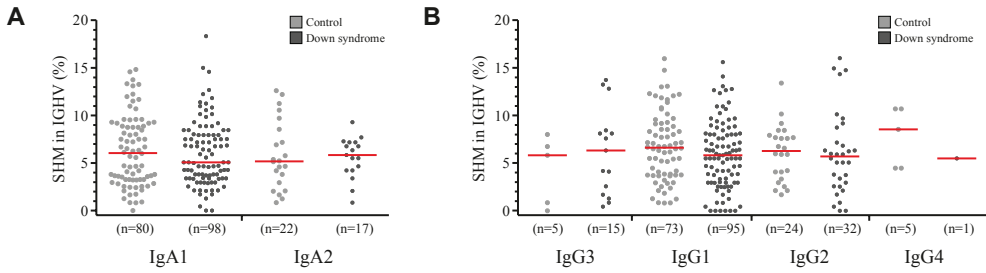 A
SHM in IGHV (%)
20
15
10
5
0
Control
Down syndrome
(n=80) (n=98) (n=22) (n=17)
IgA1 IgA2
B
SHM in IGHV (%)
20
15
10
5
0
Control
Down syndrome
(n=5) (n=15) (n=73) (n=95) (n=24) (n=32) (n=5) (n=1)
IgG3 IgG1 IgG2 IgG4